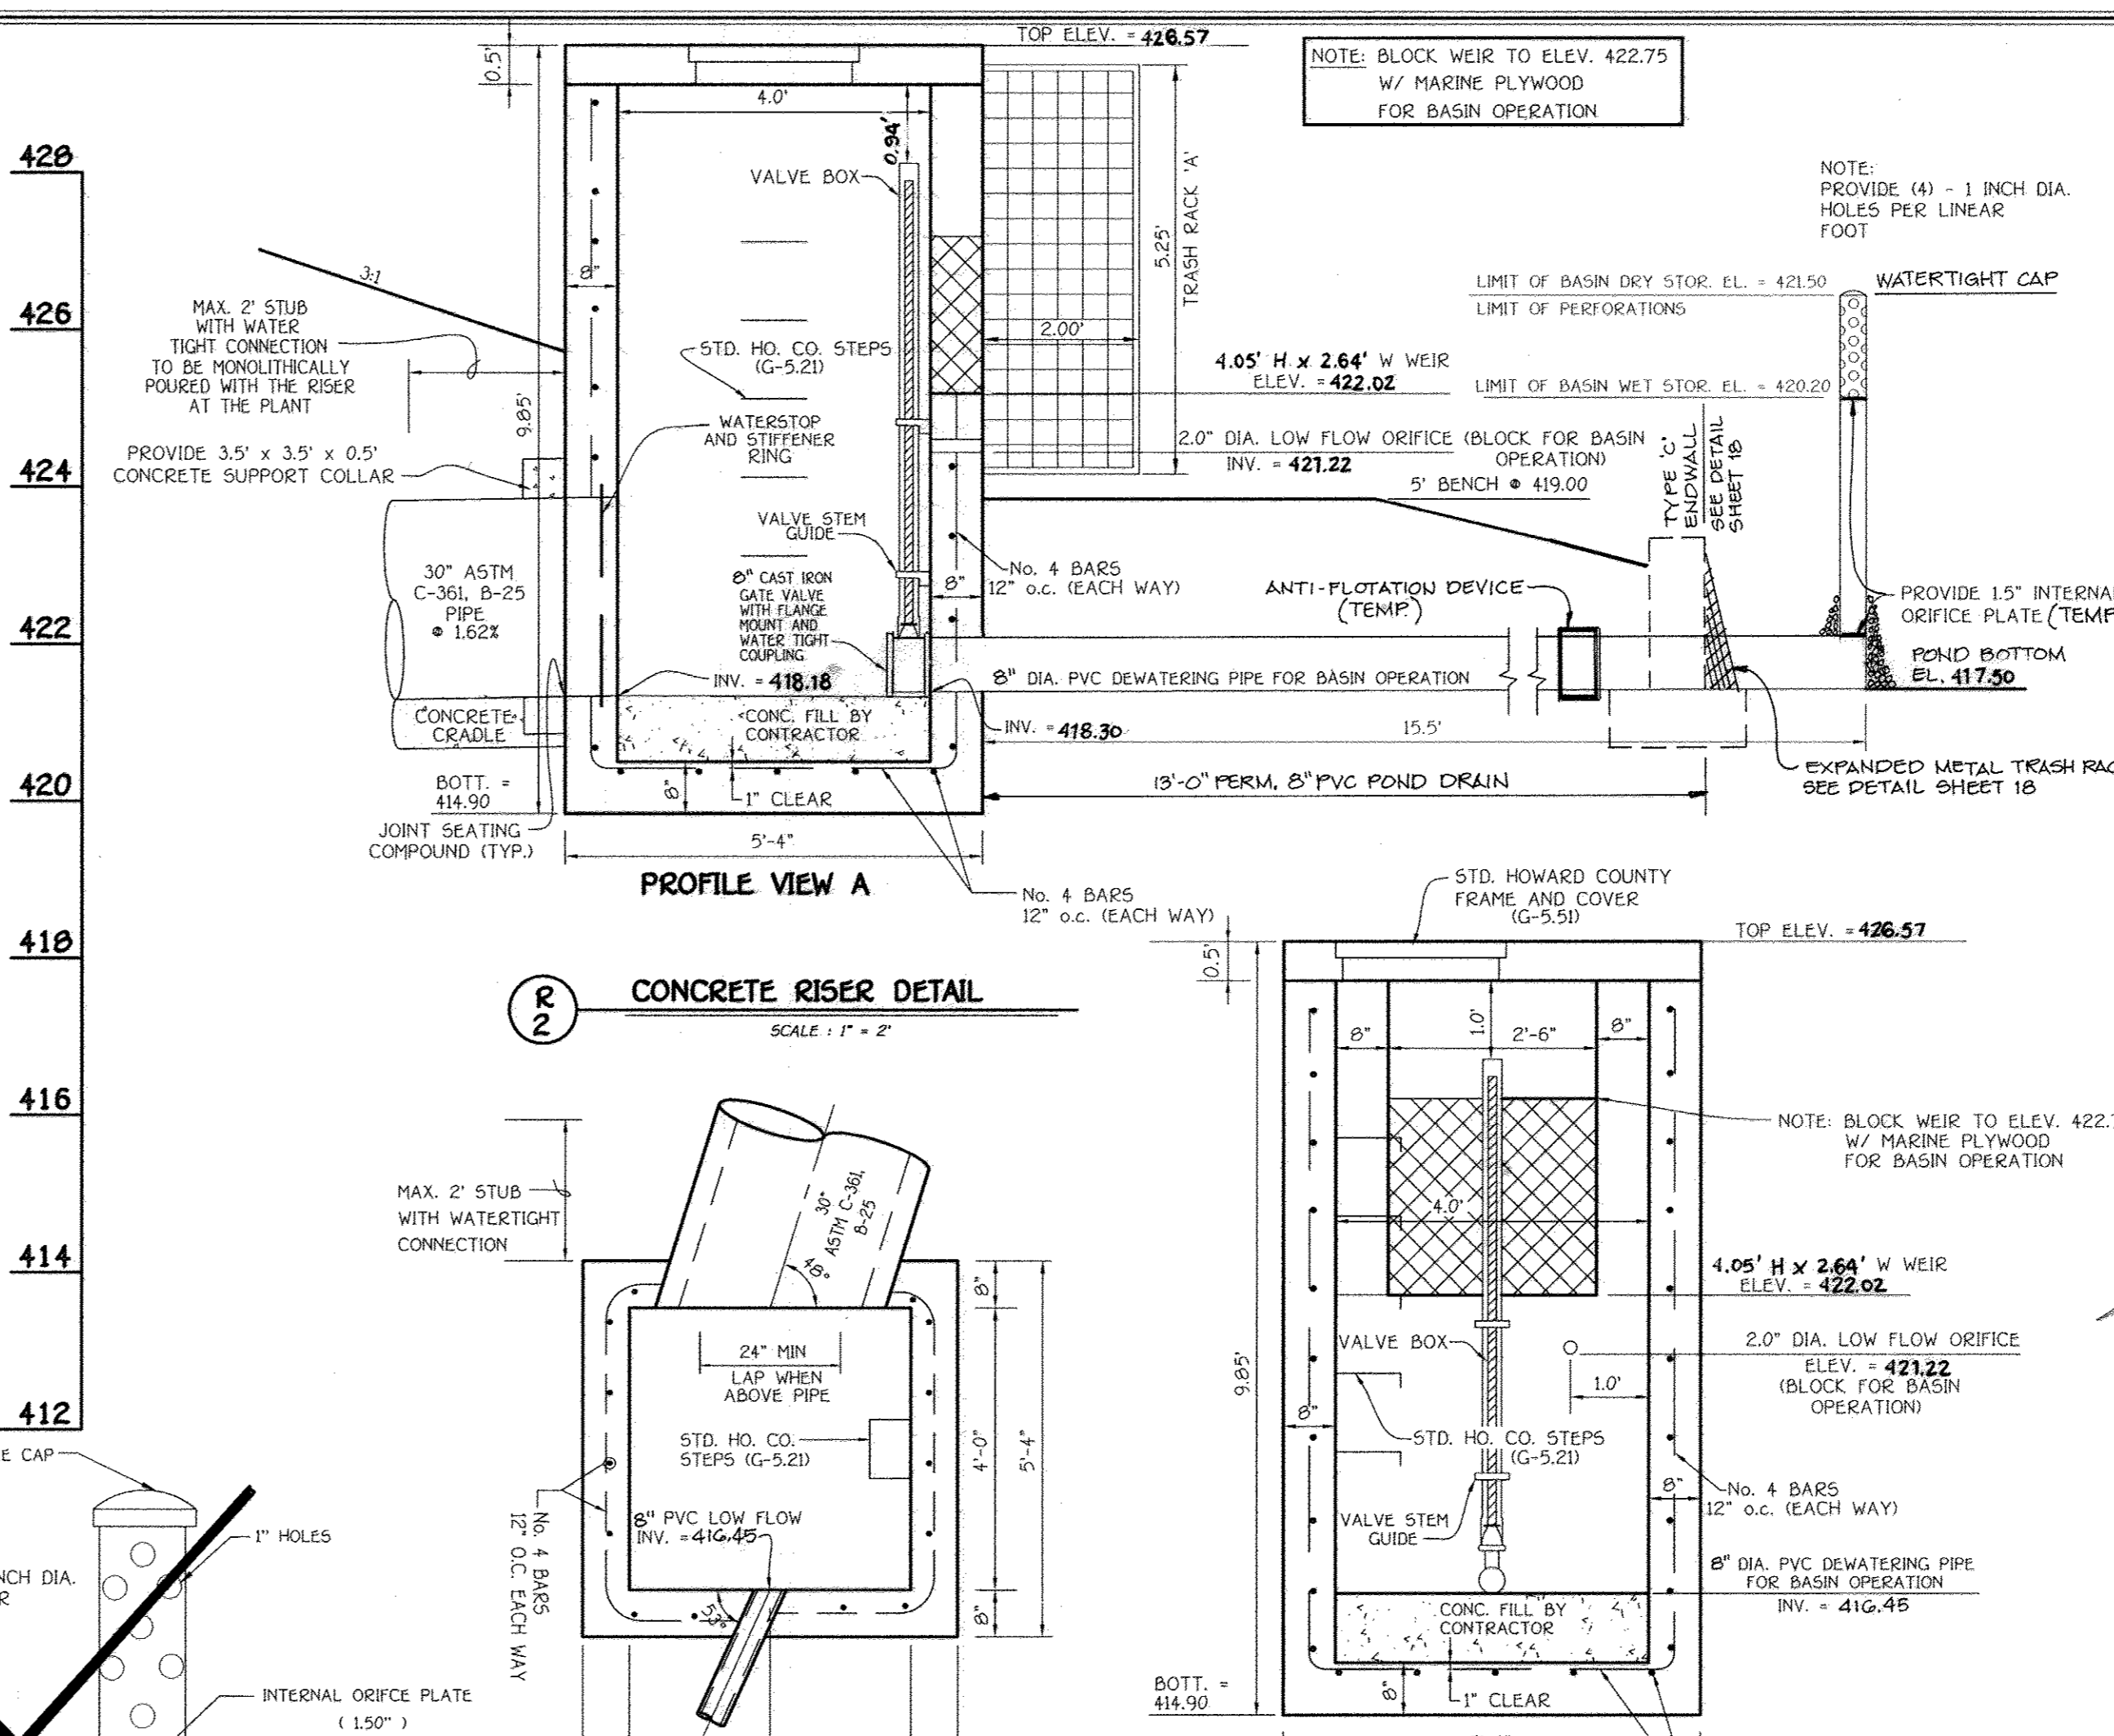 TOP ELEV. = 426.57
0.5'
4.0'
0.94'
VALVE BOX
TRASH RACK 'A'
5.25'
2.00'
NOTE: BLOCK WEIR TO ELEV. 422.75
W/ MARINE PLYWOOD
FOR BASIN OPERATION
NOTE:
PROVIDE (4) - 1 INCH DIA.
HOLES PER LINEAR
FOOT
428
426
424
422
420
418
416
414
412
3:1
8"
MAX. 2' STUB
WITH WATER
TIGHT CONNECTION
TO BE MONOLITHICALLY
POURED WITH THE RISER
AT THE PLANT
9.85'
STD. HO. CO. STEPS
(G-5.21)
WATERSTOP
AND STIFFENER
RING
PROVIDE 3.5' x 3.5' x 0.5'
CONCRETE SUPPORT COLLAR
LIMIT OF BASIN DRY STOR. EL. = 421.50
LIMIT OF PERFORATIONS
WATERTIGHT CAP
4.05' H x 2.64' W WEIR
ELEV. = 422.02
LIMIT OF BASIN WET STOR. EL. = 420.20
2.0" DIA. LOW FLOW ORIFICE (BLOCK FOR BASIN
OPERATION)
INV. = 421.22
5' BENCH @ 419.00
TYPE 'C'
ENDWALL
SEE DETAIL
SHEET 18
VALVE STEM
GUIDE
8" CAST IRON
GATE VALVE
WITH FLANGE
MOUNT AND
WATER TIGHT
COUPLING
8"
No. 4 BARS
12" o.c. (EACH WAY)
ANTI-FLOTATION DEVICE
(TEMP.)
PROVIDE 1.5" INTERNA
ORIFICE PLATE (TEMP
POND BOTTOM
EL. 417.50
30" ASTM
C-361, B-25
PIPE
@ 1.62%
INV. = 418.18
8" DIA. PVC DEWATERING PIPE FOR BASIN OPERATION
CONCRETE
CRADLE
CONC. FILL BY
CONTRACTOR
INV. = 418.30
15.5'
13'-0" PERM. 8" PVC POND DRAIN
EXPANDED METAL TRASH RAC
SEE DETAIL SHEET 18
BOTT. =
414.90
8"
1" CLEAR
JOINT SEATING
COMPOUND (TYP.)
5'-4"
PROFILE VIEW A
No. 4 BARS
12" o.c. (EACH WAY)
R
2
CONCRETE RISER DETAIL
SCALE : 1" = 2'
STD. HOWARD COUNTY
FRAME AND COVER
(G-5.51)
TOP ELEV. = 426.57
0.5'
8"
1.0'
2'-6"
8"
NOTE: BLOCK WEIR TO ELEV. 422.
W/ MARINE PLYWOOD
FOR BASIN OPERATION
4.0'
4.05' H x 2.64' W WEIR
ELEV. = 422.02
VALVE BOX
2.0" DIA. LOW FLOW ORIFICE
ELEV. = 421.22
(BLOCK FOR BASIN
OPERATION)
1.0'
9.85'
8"
STD. HO. CO. STEPS
(G-5.21)
8"
No. 4 BARS
12" o.c. (EACH WAY)
VALVE STEM
GUIDE
8" DIA. PVC DEWATERING PIPE
FOR BASIN OPERATION
INV. = 416.45
CONC. FILL BY
CONTRACTOR
BOTT. =
414.90
8"
1" CLEAR
MAX. 2' STUB
WITH WATERTIGHT
CONNECTION
30"
ASTM C-361,
B-25
48°
8"
24" MIN
LAP WHEN
ABOVE PIPE
STD. HO. CO.
STEPS (G-5.21)
4'-0"
5'-4"
8" PVC LOW FLOW
INV. = 416.45
No. 4 BARS
12" O.C. EACH WAY
53°
8"
E CAP
1" HOLES
NCH DIA.
R
INTERNAL ORIFCE PLATE
( 1.50" )